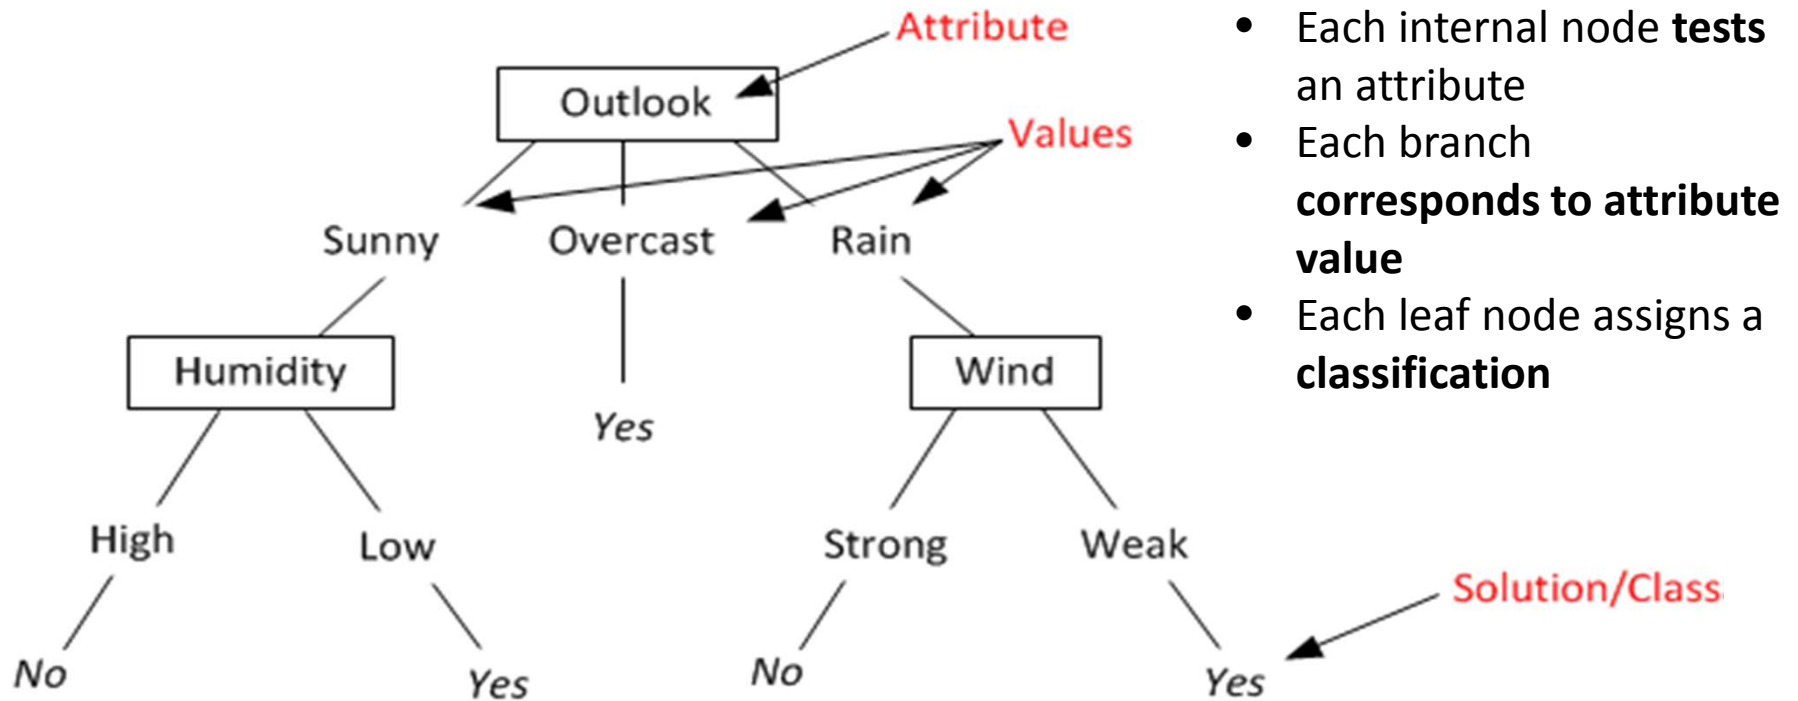 Attribute
Outlook
Values
Sunny
Overcast
Rain
Humidity
Yes
Wind
High
Low
Strong
Weak
Solution/Class
No
Yes
No
Yes
• Each internal node tests
an attribute
• Each branch
corresponds to attribute
value
• Each leaf node assigns a
classification